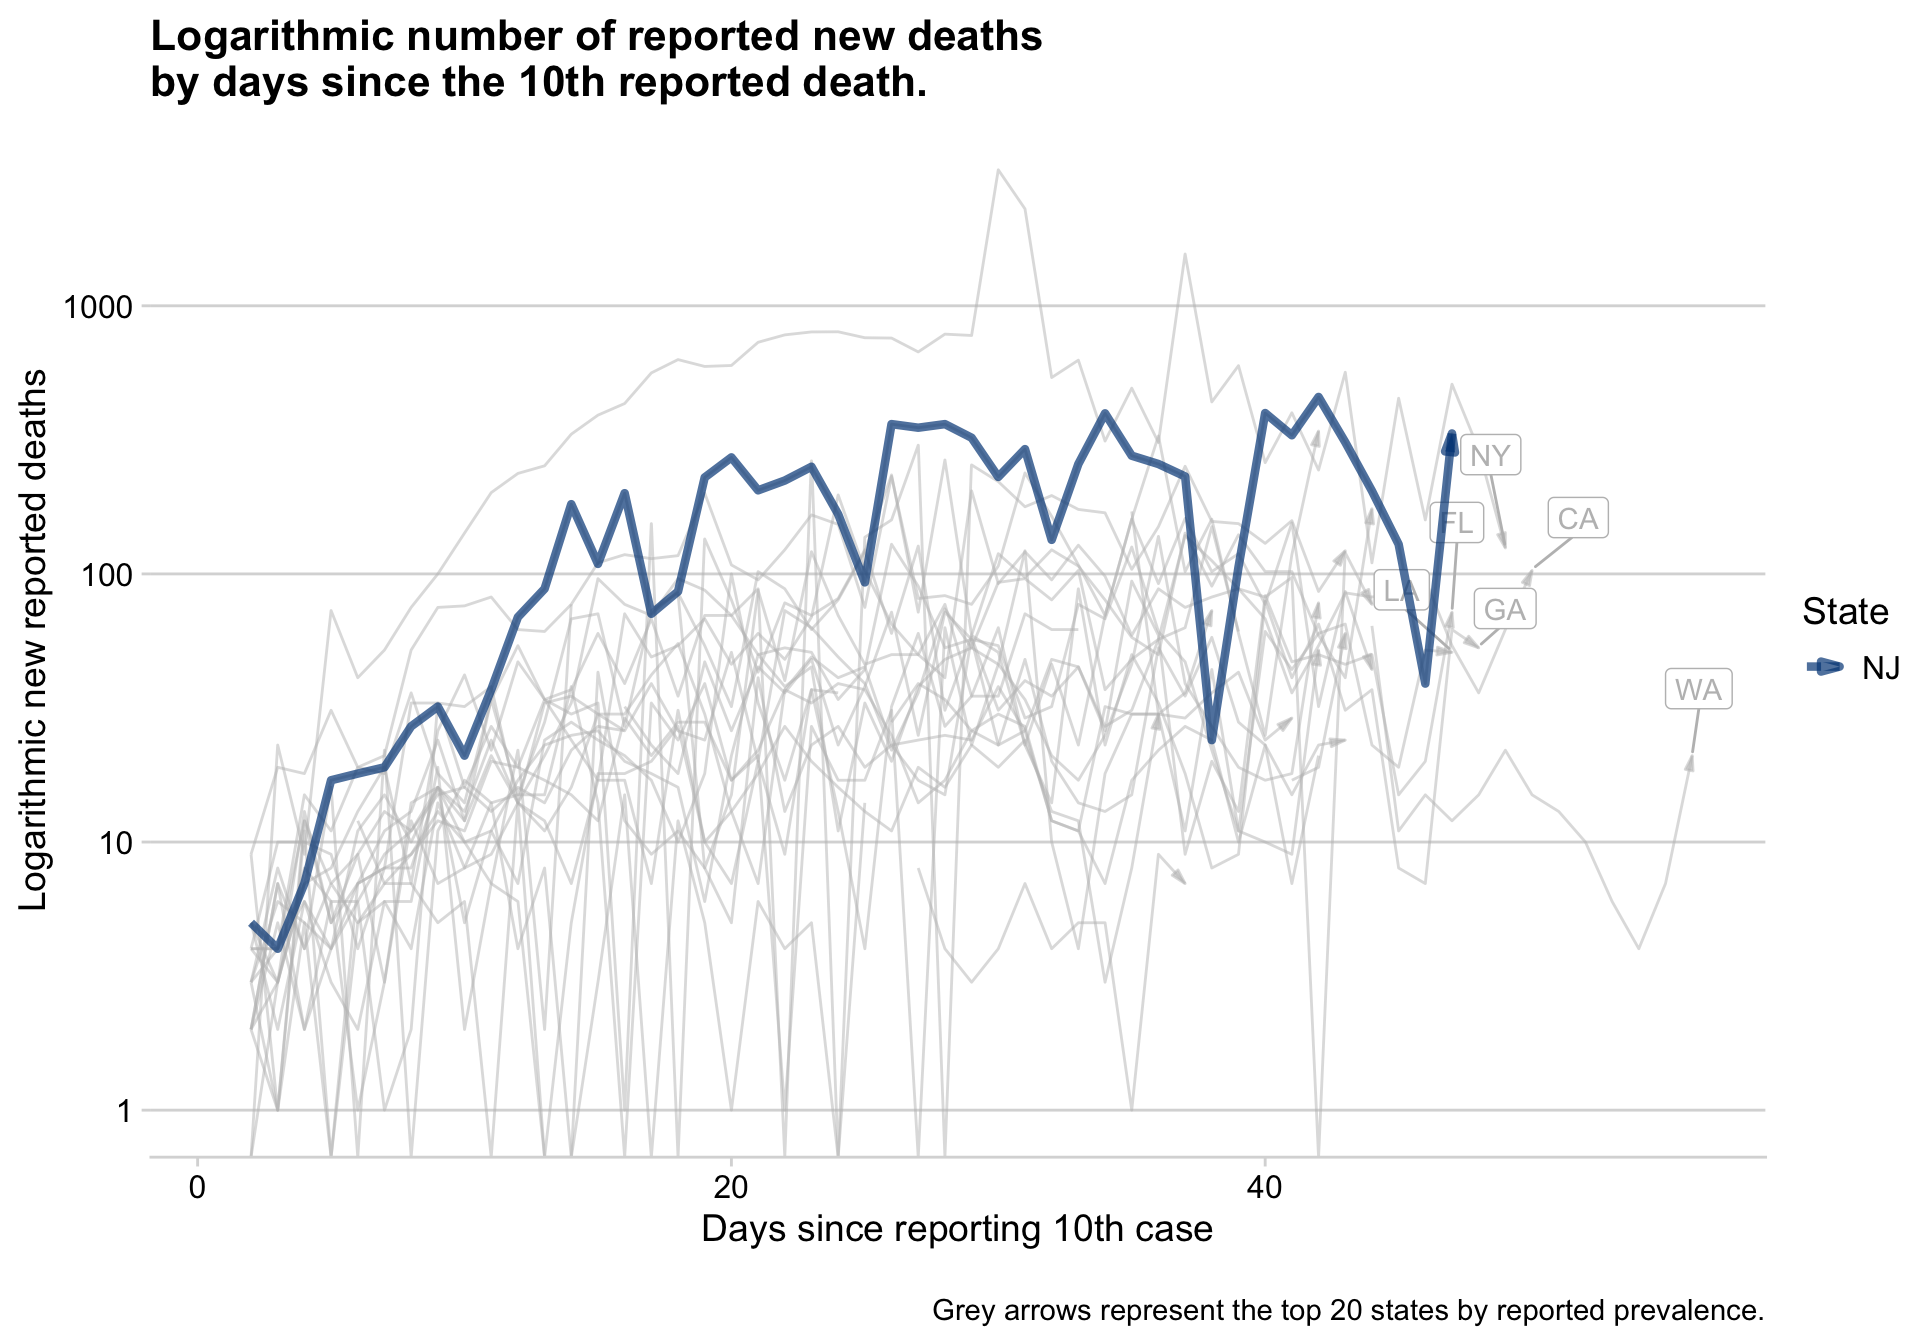 Logarithmic number of reported new deaths
by days since the 10th reported death.
Logarithmic new reported deaths
1000
100
10
1
NY
FL
CA
LA
GA
WA
State
NJ
0
20
40
Days since reporting 10th case
Grey arrows represent the top 20 states by reported prevalence.